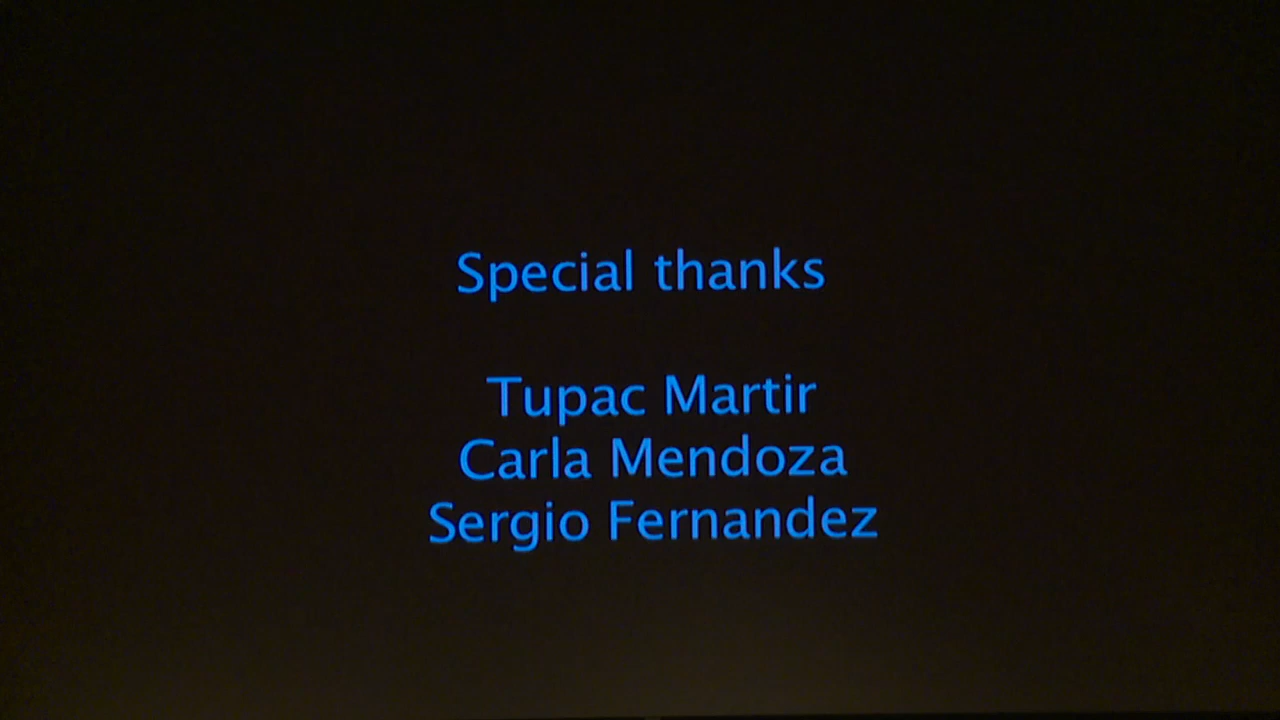 Special thanks
Tupac Martir
Carla Mendoza
Sergio Fernandez